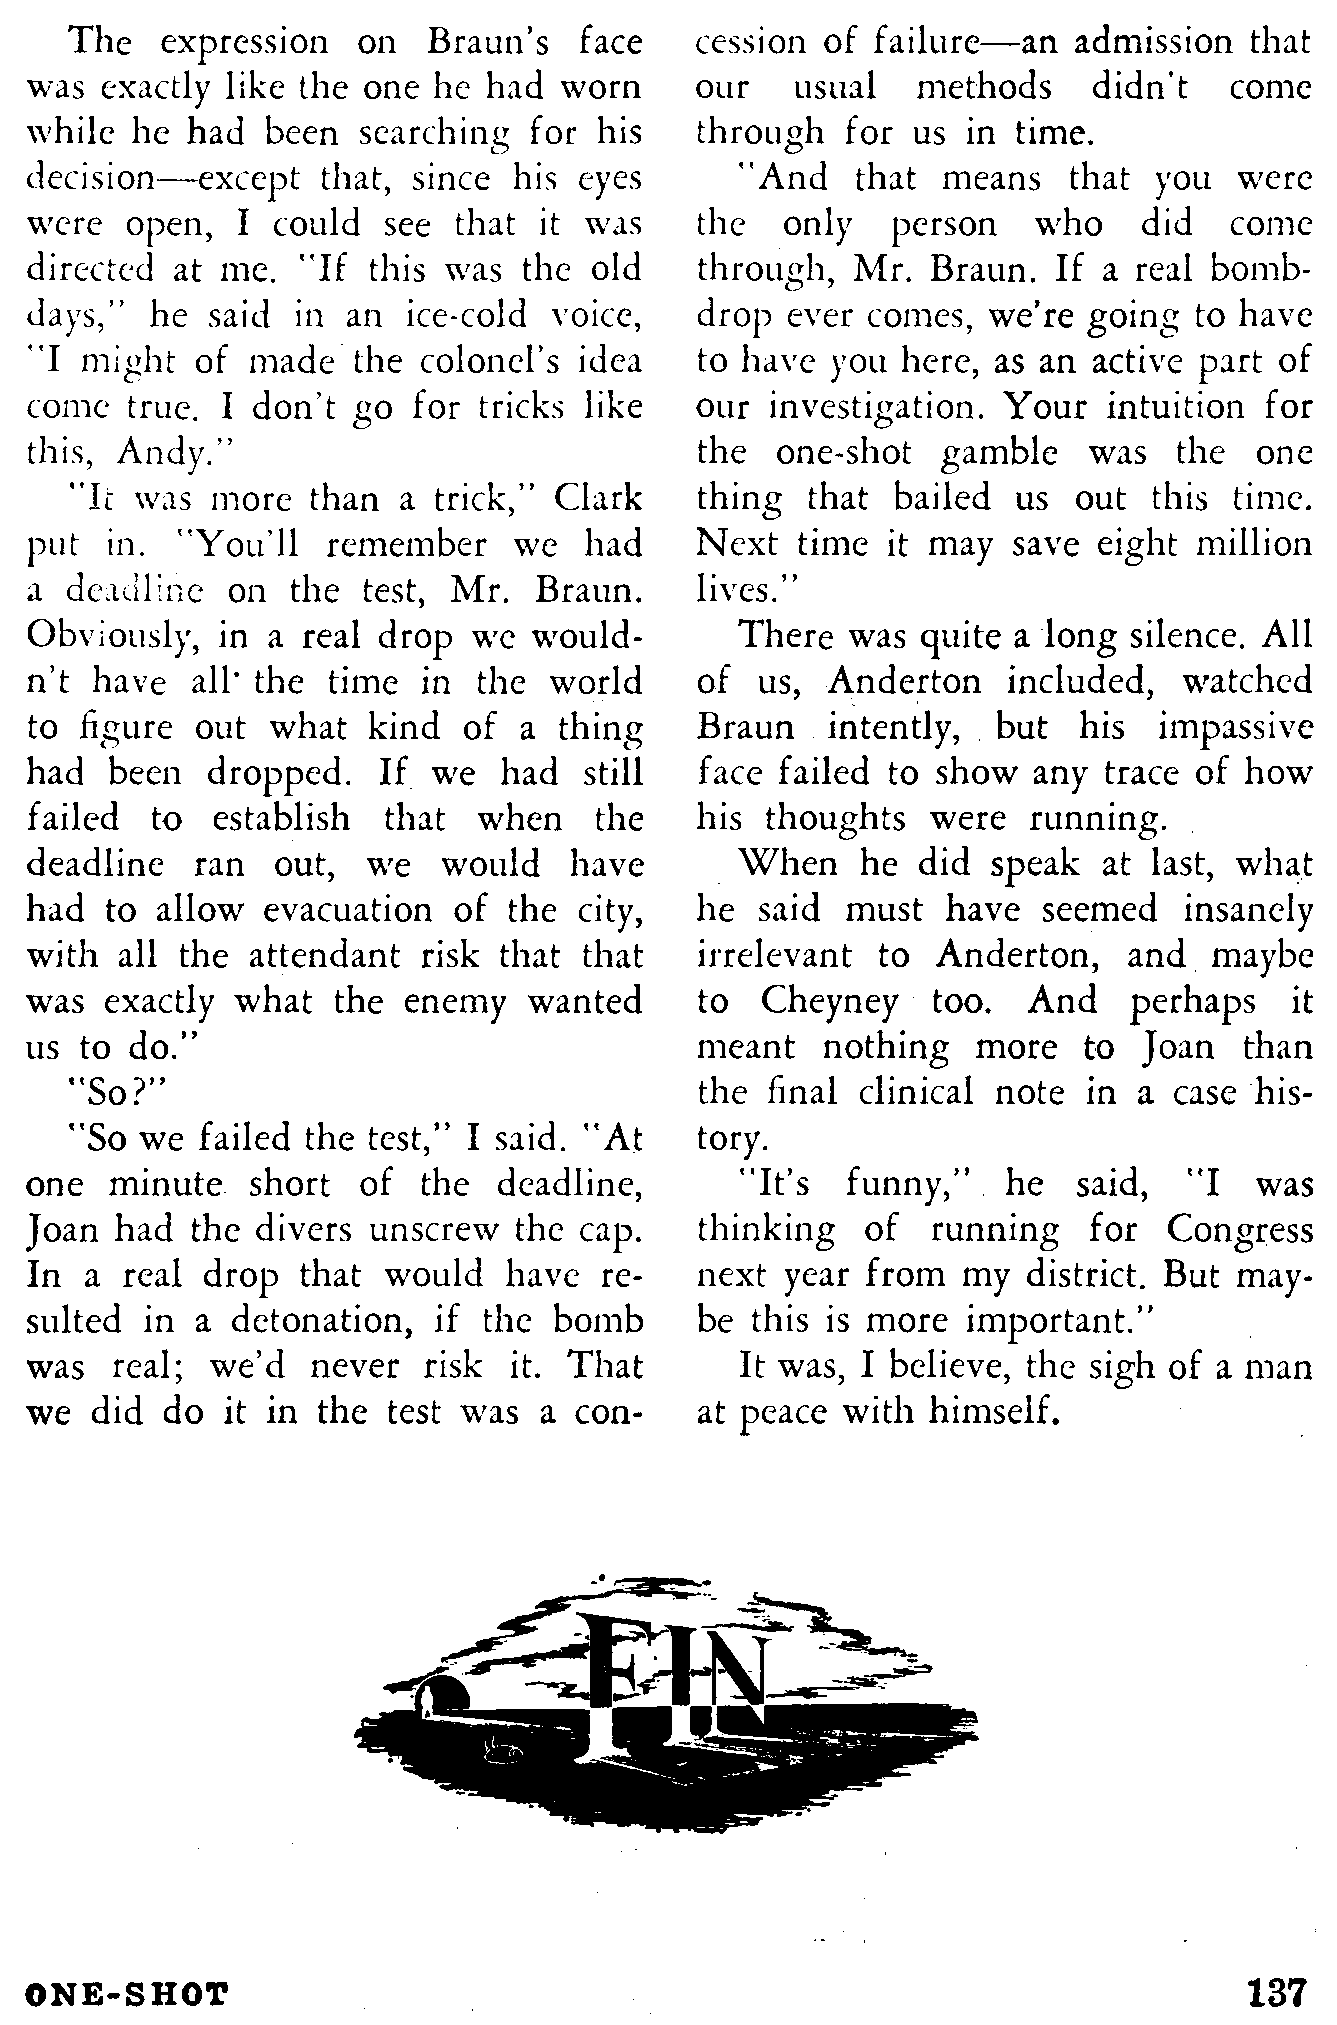 The expression on Braun's face
was exactly like the one he had worn
while he had been searching for his
decision—except that, since his eyes
were open, I could see that it was
directed at me. "If this was the old
days," he said in an ice-cold voice,
"I might of made the colonel's idea
come true. I don't go for tricks like
this, Andy."
"It was more than a trick," Clark
put in. "You'll remember we had
a deadline on the test, Mr. Braun.
Obviously, in a real drop we would-
n't have all the time in the world
to figure out what kind of a thing
had been dropped. If we had still
failed to establish that when the
deadline ran out, we would have
had to allow evacuation of the city,
with all the attendant risk that that
was exactly what the enemy wanted
us to do."
"So?"
"So we failed the test," I said. "At
one minute short of the deadline,
Joan had the divers unscrew the cap.
In a real drop that would have re-
sulted in a detonation, if the bomb
was real; we'd never risk it. That
we did do it in the test was a con-
cession of failure—an admission that
our usual methods didn't come
through for us in time.
"And that means that you were
the only person who did come
through, Mr. Braun. If a real bomb-
drop ever comes, we're going to have
to have you here, as an active part of
our investigation. Your intuition for
the one-shot gamble was the one
thing that bailed us out this time.
Next time it may save eight million
lives."
There was quite a long silence. All
of us, Anderton included, watched
Braun intently, but his impassive
face failed to show any trace of how
his thoughts were running.
When he did speak at last, what
he said must have seemed insanely
irrelevant to Anderton, and maybe
to Cheyney too. And perhaps it
meant nothing more to Joan than
the final clinical note in a case his-
tory.
"It's funny," he said, "I was
thinking of running for Congress
next year from my district. But may-
be this is more important."
It was, I believe, the sigh of a man
at peace with himself.
FIN
ONE-SHOT
137